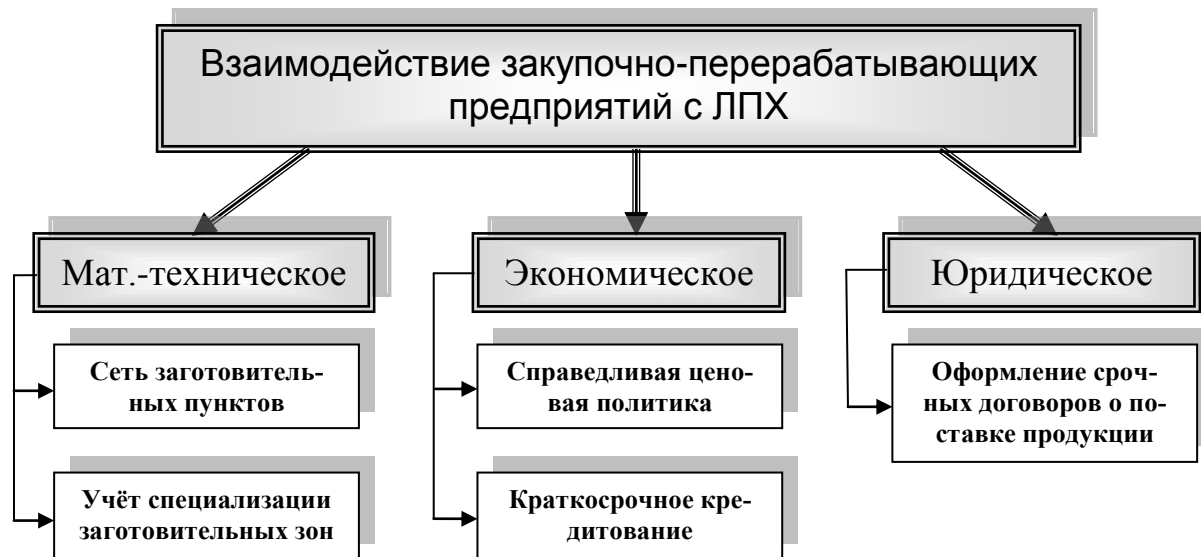 Взаимодействие закупочно-перерабатывающих
предприятий с ЛПХ
Мат.-техническое
Экономическое
Юридическое
Сеть заготовитель-
ных пунктов
Справедливая цено-
вая политика
Оформление сроч-
ных договоров о по-
ставке продукции
Учёт специализации
заготовительных зон
Краткосрочное кре-
дитование